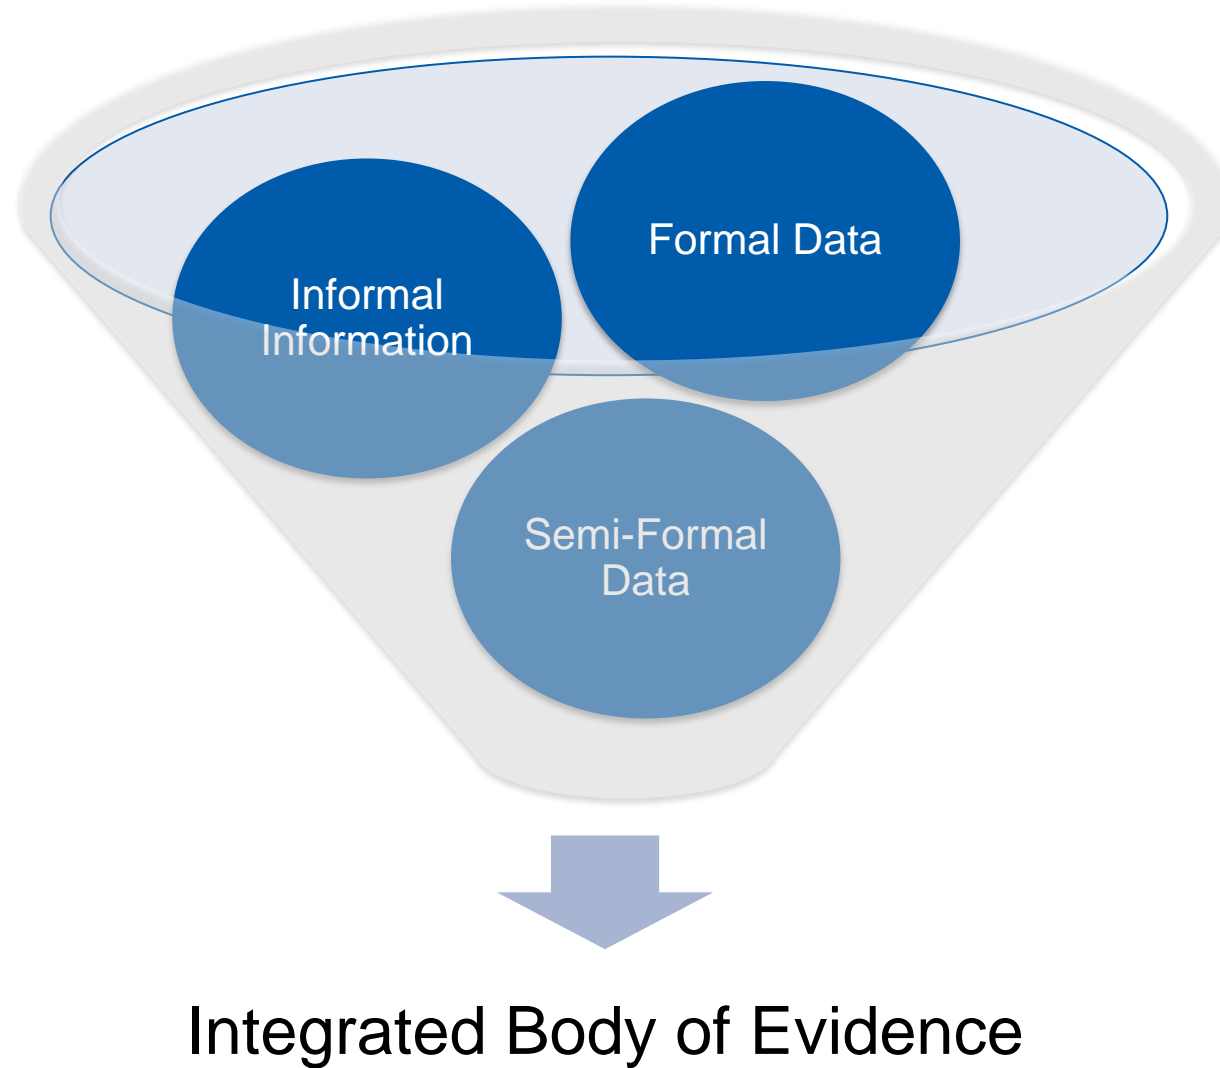 Formal Data
Informal
Information
Semi-Formal
Data
Integrated Body of Evidence